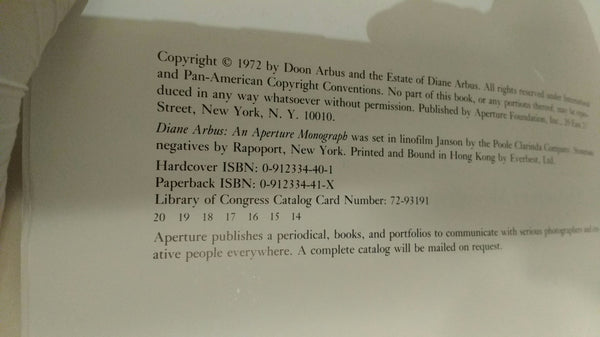 Copyright © 1972 by Doon Arbus and the Estate of Diane Arbus. All rights reserved under International
and Pan-American Copyright Conventions. No part of this book, or any portions thereof, may be repro-
duced in any way whatsoever without permission. Published by Aperture Foundation, Inc., 20 East 23
Street, New York, N. Y. 10010.
Diane Arbus: An Aperture Monograph was set in linofilm Janson by the Poole Clarinda Company.
negatives by Rapoport, New York. Printed and Bound in Hong Kong by Everbest, Ltd.
Hardcover ISBN: 0-912334-40-1
Paperback ISBN: 0-912334-41-X
Library of Congress Catalog Card Number: 72-93191
20 19 18 17 16 15 14
Aperture publishes a periodical, books, and portfolios to communicate with serious photographers and cre-
ative people everywhere. A complete catalog will be mailed on request.